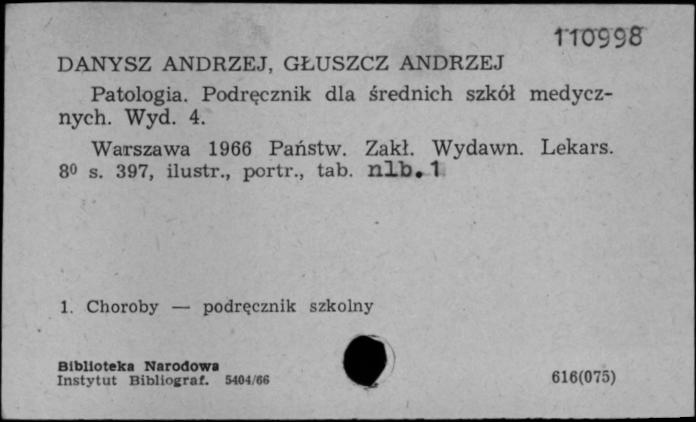 110998
DANYSZ ANDRZEJ, GŁUSZCZ ANDRZEJ
Patologia. Podręcznik dla średnich szkół medycz-
nych. Wyd. 4.
Warszawa 1966 Państw. Zakł. Wydawn. Lekars.
8⁰ s. 397, ilustr., portr., tab. nlb.1
1. Choroby — podręcznik szkolny
Biblioteka Narodowa
Instytut Bibliograf. 5404/66
616(075)